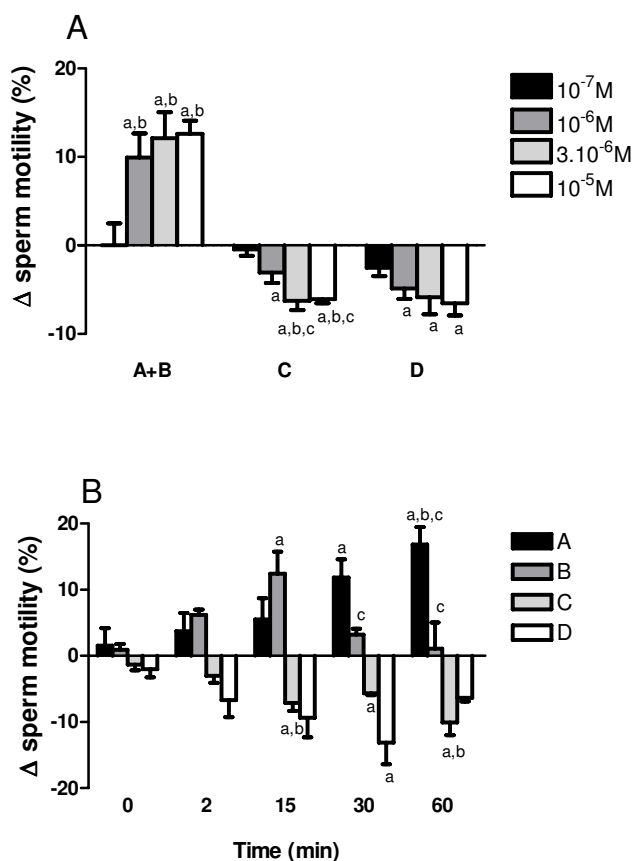 A
Δ sperm motility (%)
20
10
0
-10
a,b
a,b
a,b
a
a,b,c
a,b,c
a
a
a
A+B
C
D
10⁻⁷M
10⁻⁶M
3.10⁻⁶M
10⁻⁵M
B
Δ sperm motility (%)
20
10
0
-10
-20
a
a,b
a
c
a
a
a,b,c
c
a,b
0
2
15
30
60
Time (min)
A
B
C
D